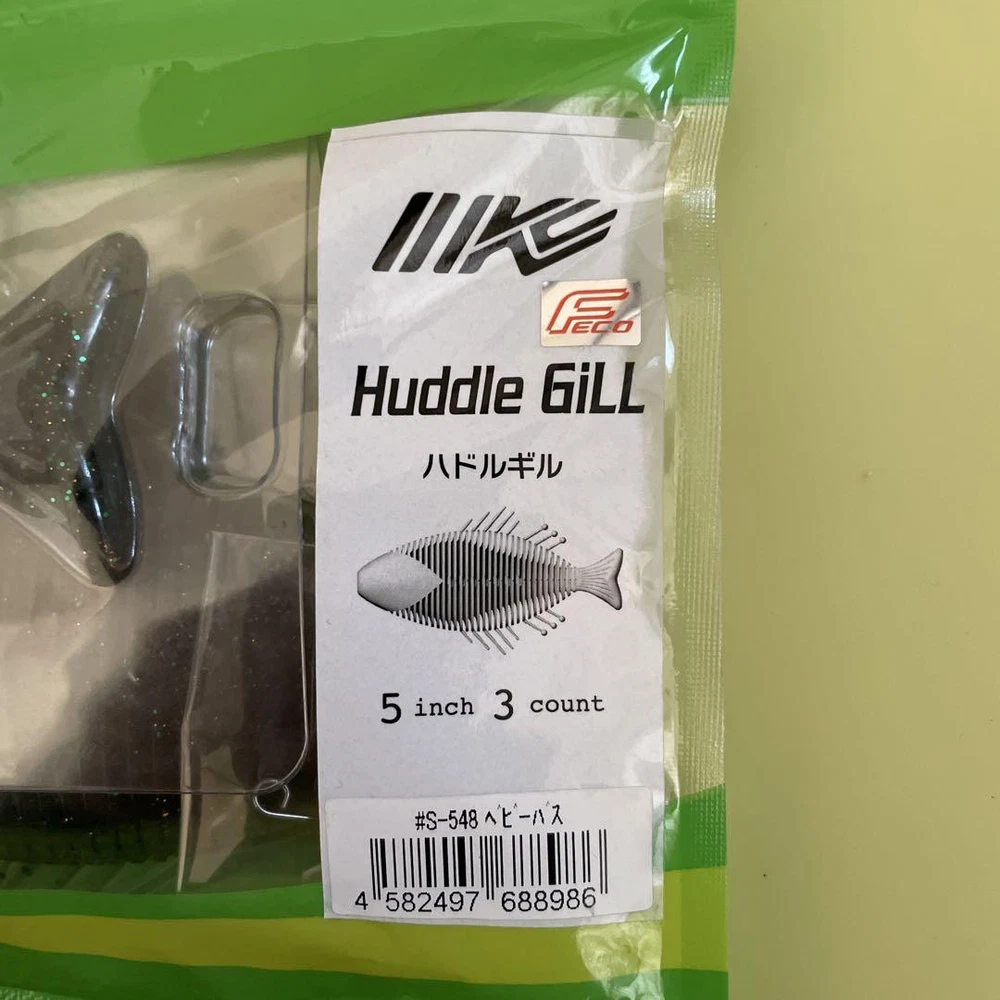 IIIKE
FECO
Huddle GiLL
ハドルギル
5 inch 3 count
#S-548 ベビーバス
4 582497 688986